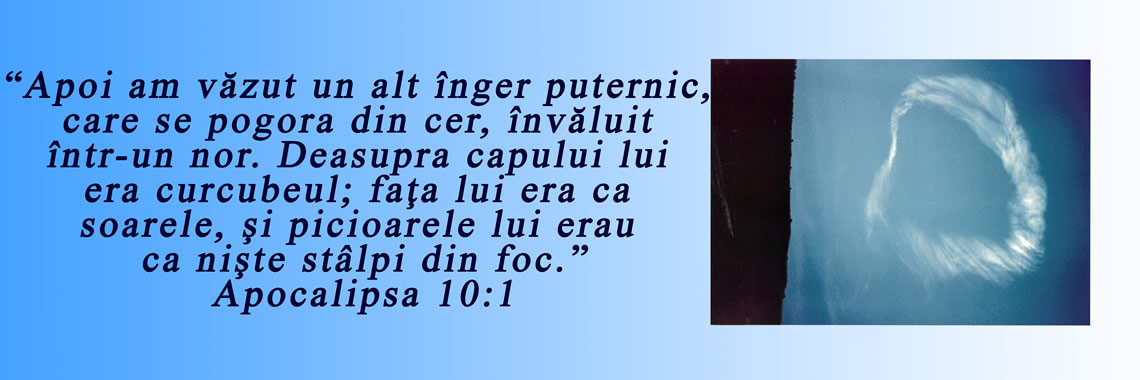 “Apoi am văzut un alt înger puternic,
care se pogora din cer, învăluit
într-un nor. Deasupra capului lui
era curcubeul; faţa lui era ca
soarele, şi picioarele lui erau
ca nişte stâlpi din foc.”
Apocalipsa 10:1